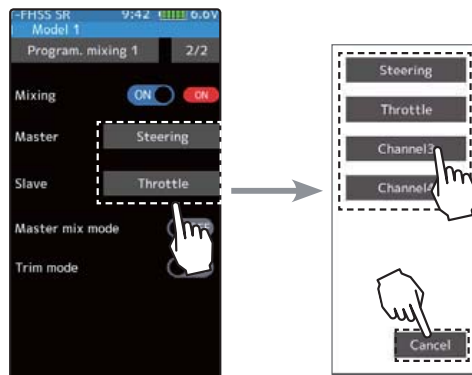 -FHSS SR 9:42 6.6V
Model 1
Program. mixing 1 2/2
Mixing ON ON
Master Steering
Slave Throttle
Master mix mode
Trim mode
Steering
Throttle
Channel3
Cancel